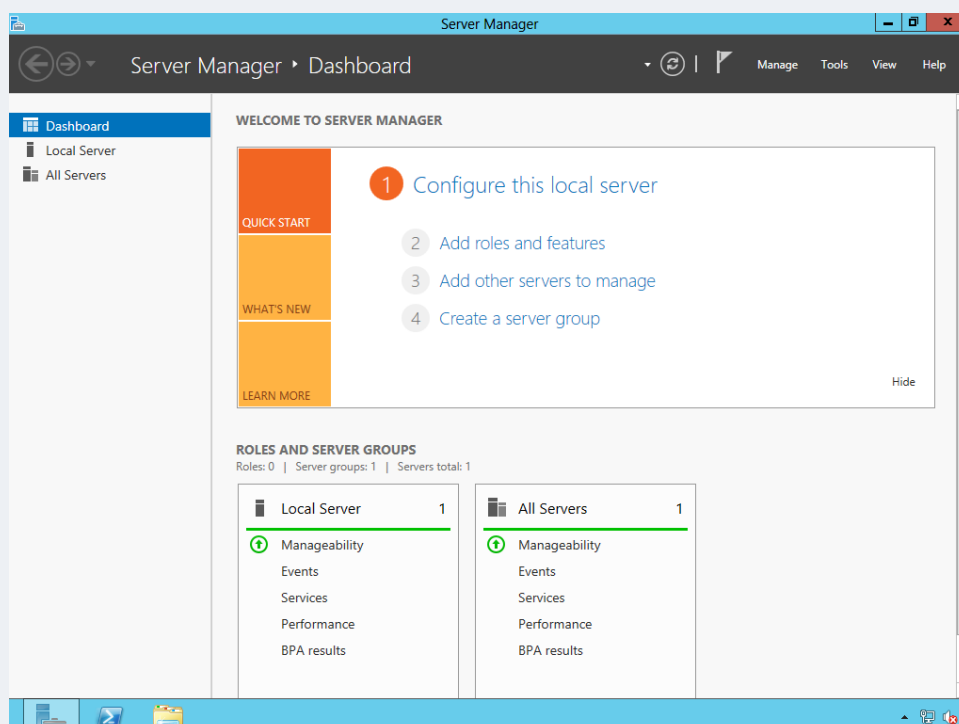 Server Manager
Server Manager ‣ Dashboard
Manage Tools View Help
Dashboard
Local Server
All Servers
WELCOME TO SERVER MANAGER
QUICK START
WHAT'S NEW
LEARN MORE
1 Configure this local server
2 Add roles and features
3 Add other servers to manage
4 Create a server group
Hide
ROLES AND SERVER GROUPS
Roles: 0 | Server groups: 1 | Servers total: 1
Local Server 1
Manageability
Events
Services
Performance
BPA results
All Servers 1
Manageability
Events
Services
Performance
BPA results